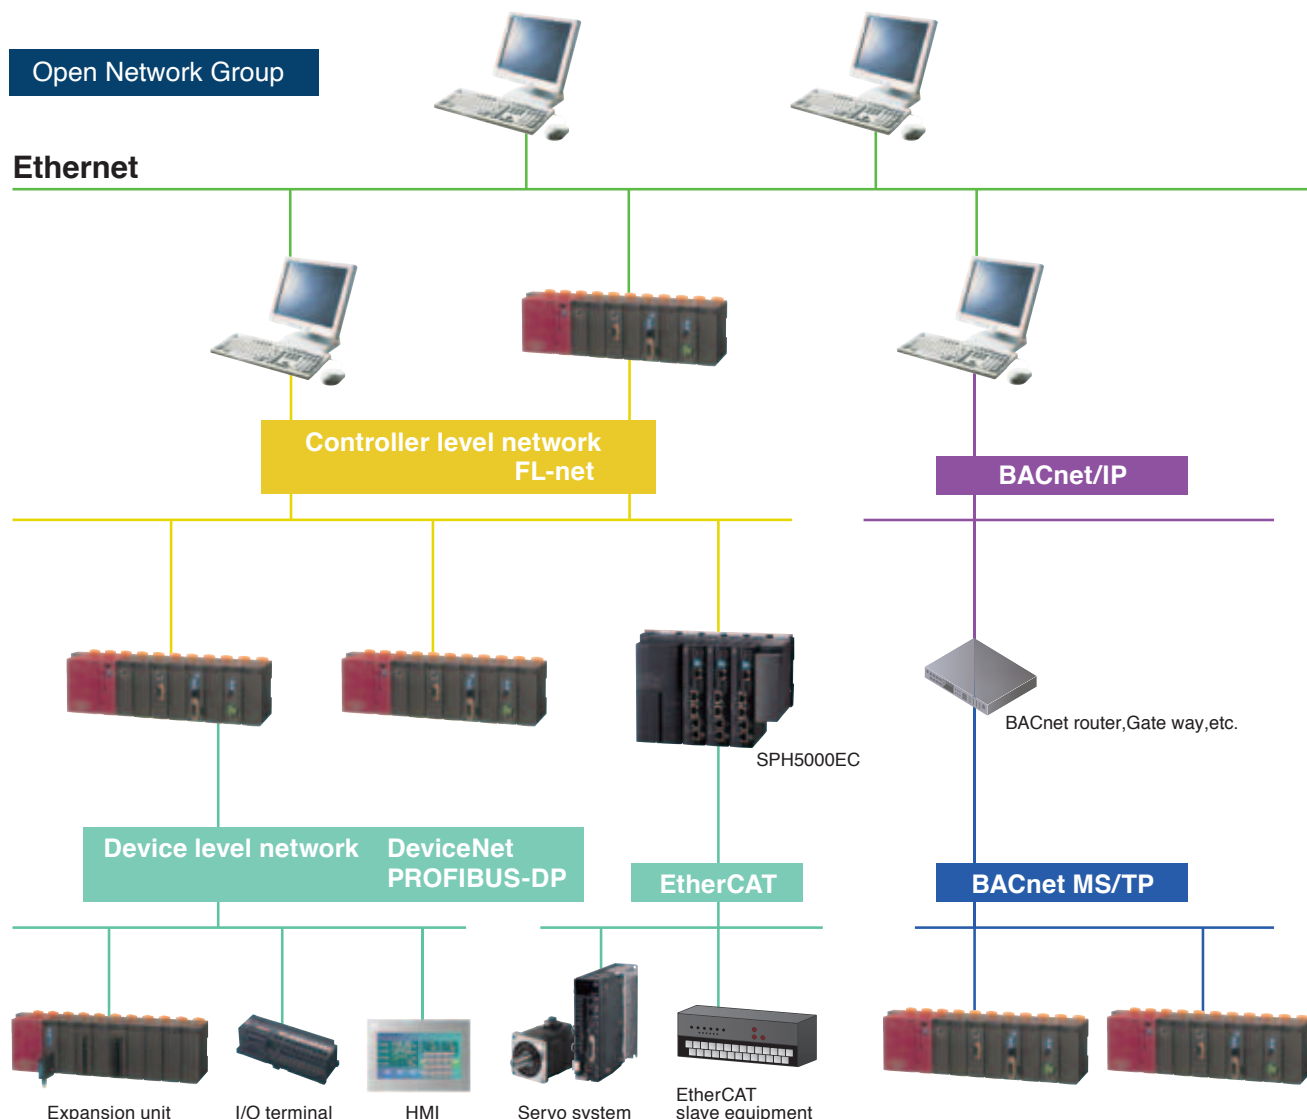 Open Network Group
Ethernet
Controller level network
FL-net
BACnet/IP
BACnet router,Gate way,etc.
SPH5000EC
Device level network DeviceNet
PROFIBUS-DP
EtherCAT
BACnet MS/TP
Expansion unit
I/O terminal
HMI
Servo system
EtherCAT
slave equipment